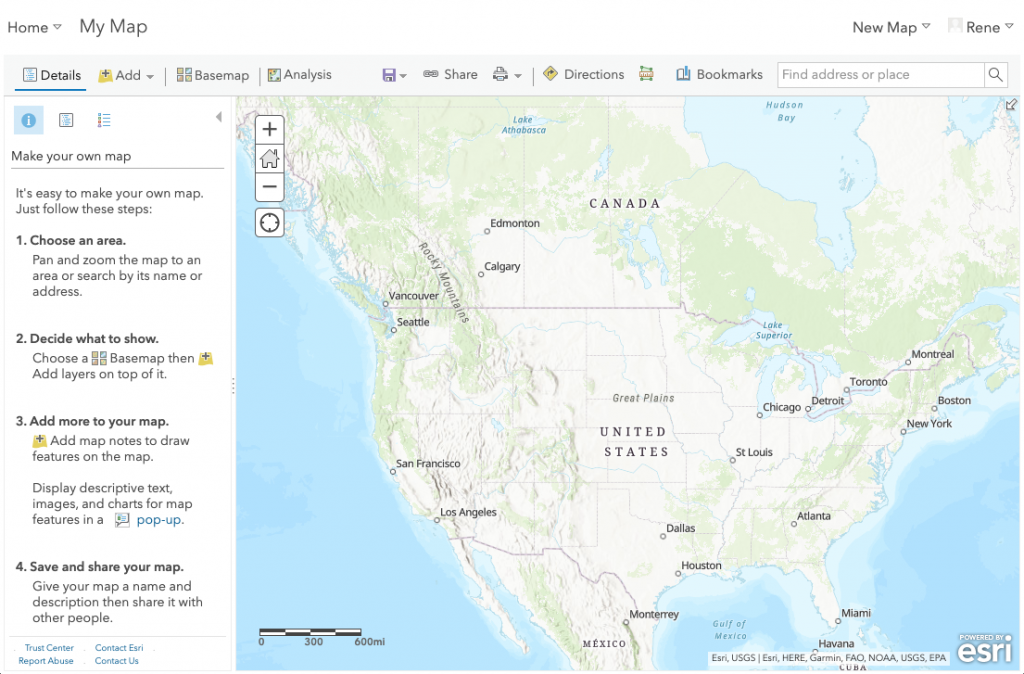 Home My Map New Map Rene
Details Add Basemap Analysis Share Directions Bookmarks Find address or place
Make your own map
It's easy to make your own map.
Just follow these steps:
1. Choose an area.
Pan and zoom the map to an
area or search by its name or
address.
2. Decide what to show.
Choose a Basemap then
Add layers on top of it.
3. Add more to your map.
Add map notes to draw
features on the map.
Display descriptive text,
images, and charts for map
features in a pop-up.
4. Save and share your map.
Give your map a name and
description then share it with
other people.
Trust Center Contact Esri
Report Abuse Contact Us
Hudson
Bay
Lake
Athabasca
CANADA
Edmonton
Rocky Mountains
Calgary
Vancouver
Seattle
Lake
Superior
Montreal
Toronto
Great Plains
Chicago
Detroit
Boston
New York
UNITED
STATES
St Louis
San Francisco
Los Angeles
Atlanta
Dallas
Houston
Monterrey
Miami
Gulf of
Mexico
MÉXICO
Havana
CUBA
0 300 600mi
Esri, USGS | Esri, HERE, Garmin, FAO, NOAA, USGS, EPA
POWERED BY
esri